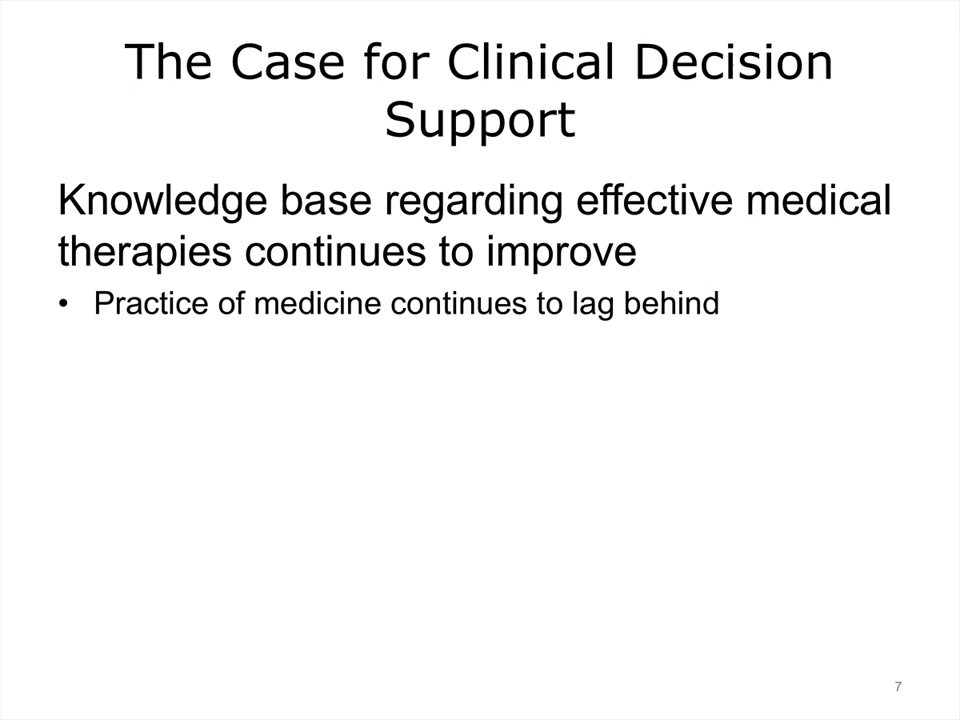 The Case for Clinical Decision
Support
Knowledge base regarding effective medical
therapies continues to improve
• Practice of medicine continues to lag behind
7